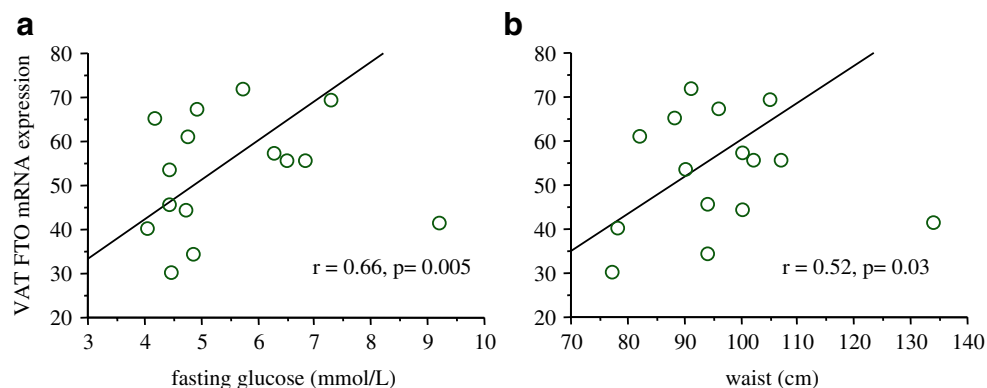 a
b
VAT FTO mRNA expression
80
70
60
50
40
30
20
r = 0.66, p= 0.005
3 4 5 6 7 8 9 10
fasting glucose (mmol/L)
80
70
60
50
40
30
20
r = 0.52, p= 0.03
70 80 90 100 110 120 130 140
waist (cm)